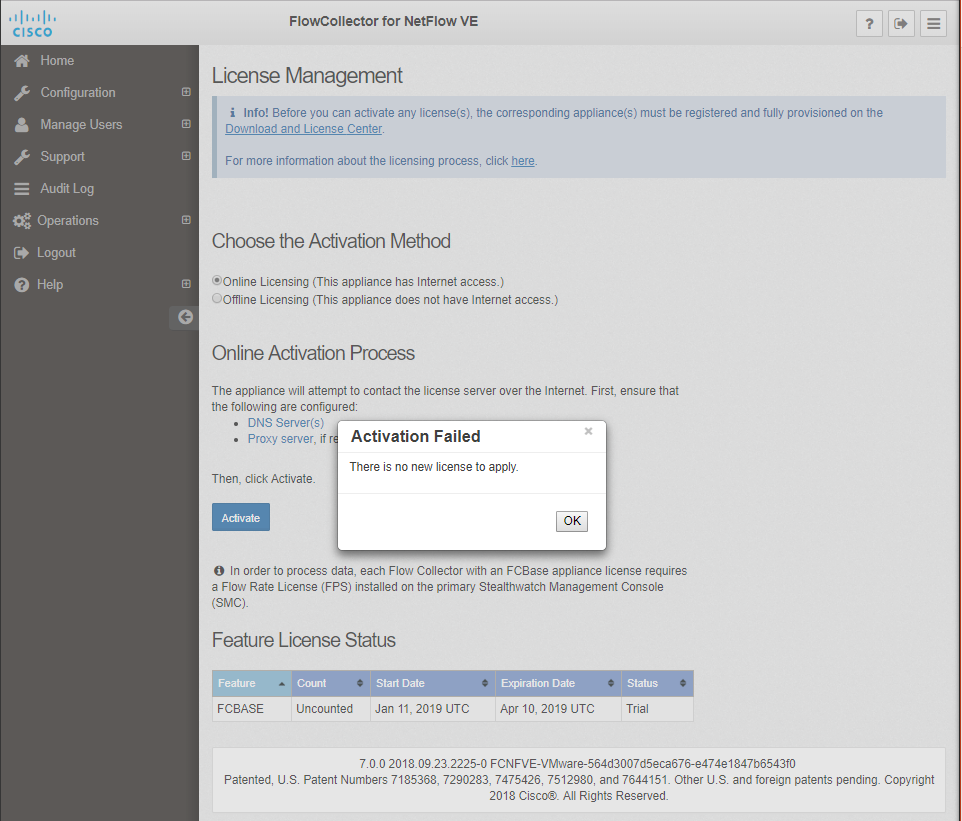 CISCO
FlowCollector for NetFlow VE
?
Home
Configuration
Manage Users
Support
Audit Log
Operations
Logout
Help
License Management
Info! Before you can activate any license(s), the corresponding appliance(s) must be registered and fully provisioned on the
Download and License Center.
For more information about the licensing process, click here.
Choose the Activation Method
Online Licensing (This appliance has Internet access.)
Offline Licensing (This appliance does not have Internet access.)
Online Activation Process
The appliance will attempt to contact the license server over the Internet. First, ensure that
the following are configured:
• DNS Server(s)
• Proxy server, if re
Then, click Activate.
Activate
Activation Failed ×
There is no new license to apply.
OK
In order to process data, each Flow Collector with an FCBase appliance license requires
a Flow Rate License (FPS) installed on the primary Stealthwatch Management Console
(SMC).
Feature License Status
Feature Count Start Date Expiration Date Status
FCBASE Uncounted Jan 11, 2019 UTC Apr 10, 2019 UTC Trial
7.0.0 2018.09.23.2225-0 FCNFVE-VMware-564d3007d5eca676-e474e1847b6543f0
Patented, U.S. Patent Numbers 7185368, 7290283, 7475426, 7512980, and 7644151. Other U.S. and foreign patents pending. Copyright
2018 Cisco®. All Rights Reserved.